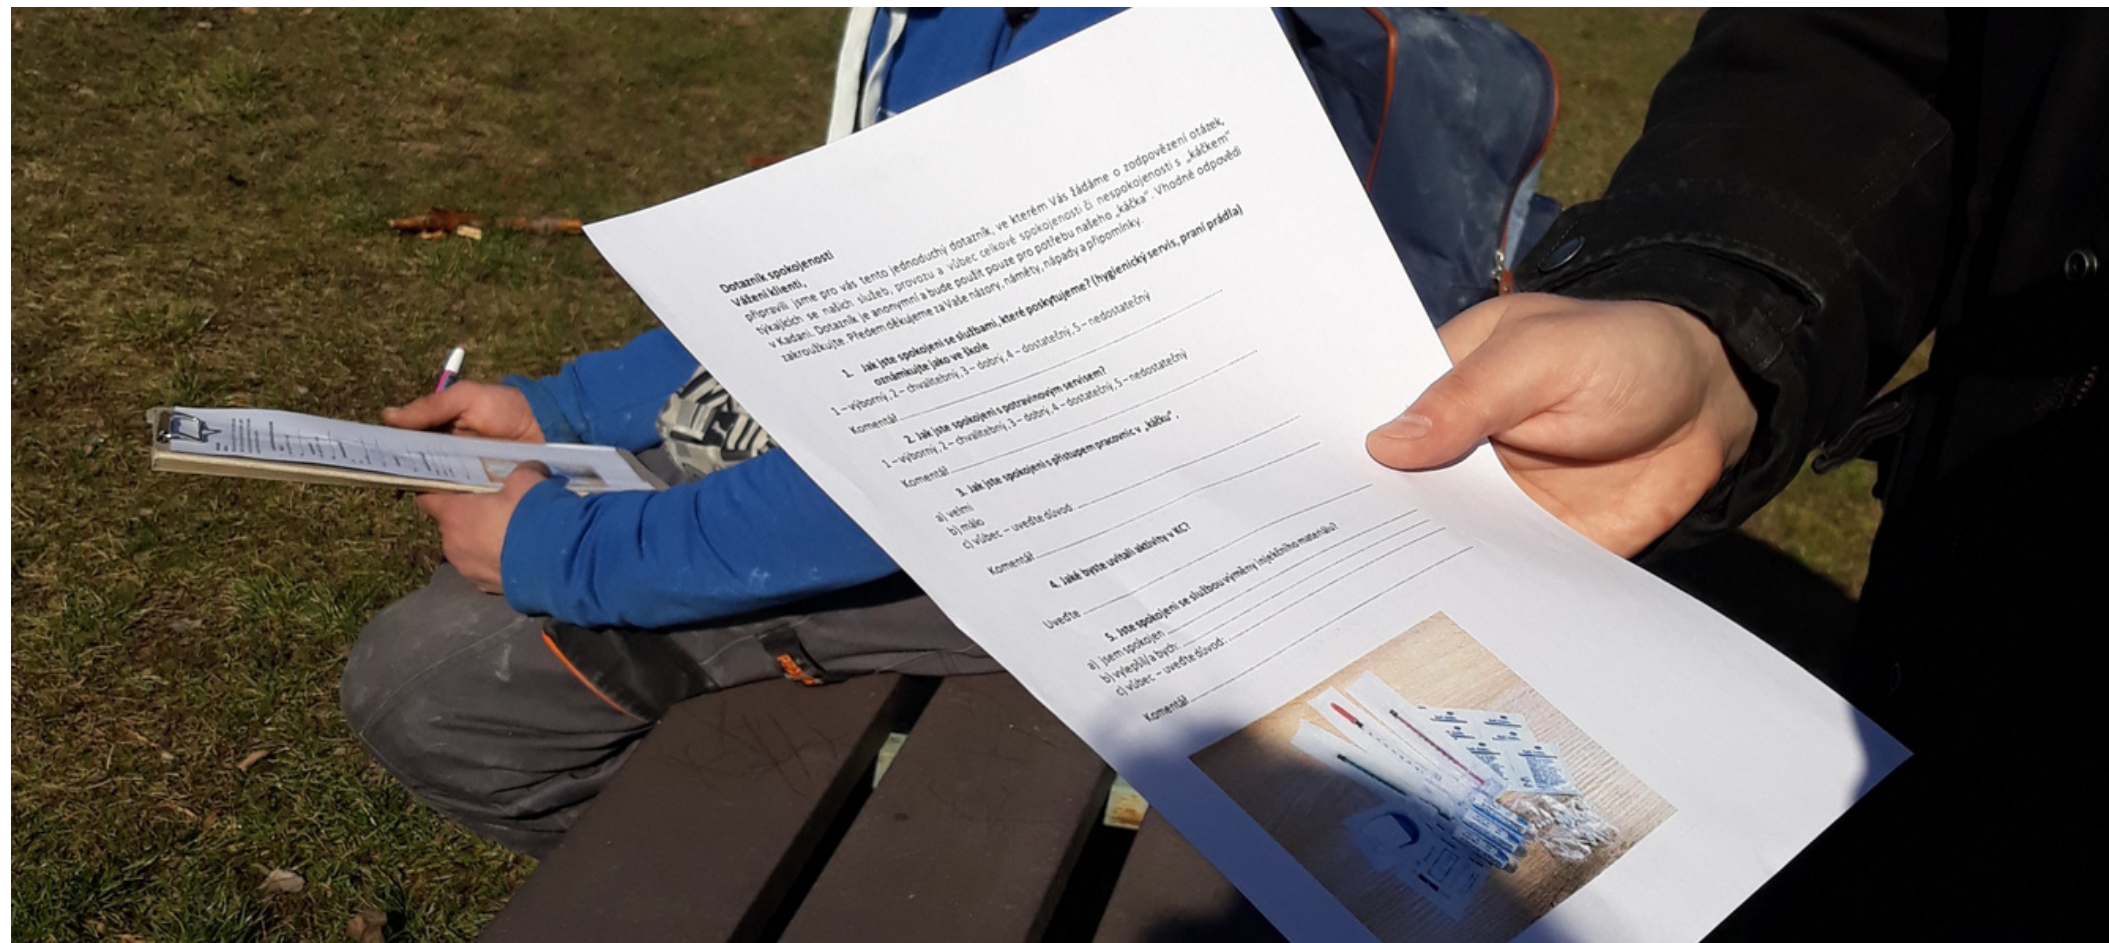 Dotazník spokojenosti
Vážení klienti,
připravili jsme pro vás tento jednoduchý dotazník, ve kterém Vás žádáme o zodpovězení otázek,
týkajících se našich služeb, provozu a vůbec celkové spokojenosti či nespokojenosti s „káčkem“
v Kadani. Dotazník je anonymní a bude použit pouze pro potřebu našeho „káčka“. Vhodné odpovědi
zakroužkujte. Předem děkujeme za Vaše názory, náměty, nápady a připomínky.
1. Jak jste spokojeni se službami, které poskytujeme? (hygienický servis, praní prádla)
oznámkujte jako ve škole
1 – výborný, 2 – chvalitebný, 3 – dobrý, 4 – dostatečný, 5 – nedostatečný
Komentář
2. Jak jste spokojeni s potravinovým servisem?
1 – výborný, 2 – chvalitebný, 3 – dobrý, 4 – dostatečný, 5 – nedostatečný
Komentář
3. Jak jste spokojeni s přístupem pracovnic v „káčku“,
a) velmi
b) málo
c) vůbec – uveďte důvod:
Komentář
4. Jaké byste uvítali aktivity v KC?
Uveďte
5. Jste spokojeni se službou výměny injekčního materiálu?
a) jsem spokojen
b) vylepšil/a bych:
c) vůbec – uveďte důvod:
Komentář